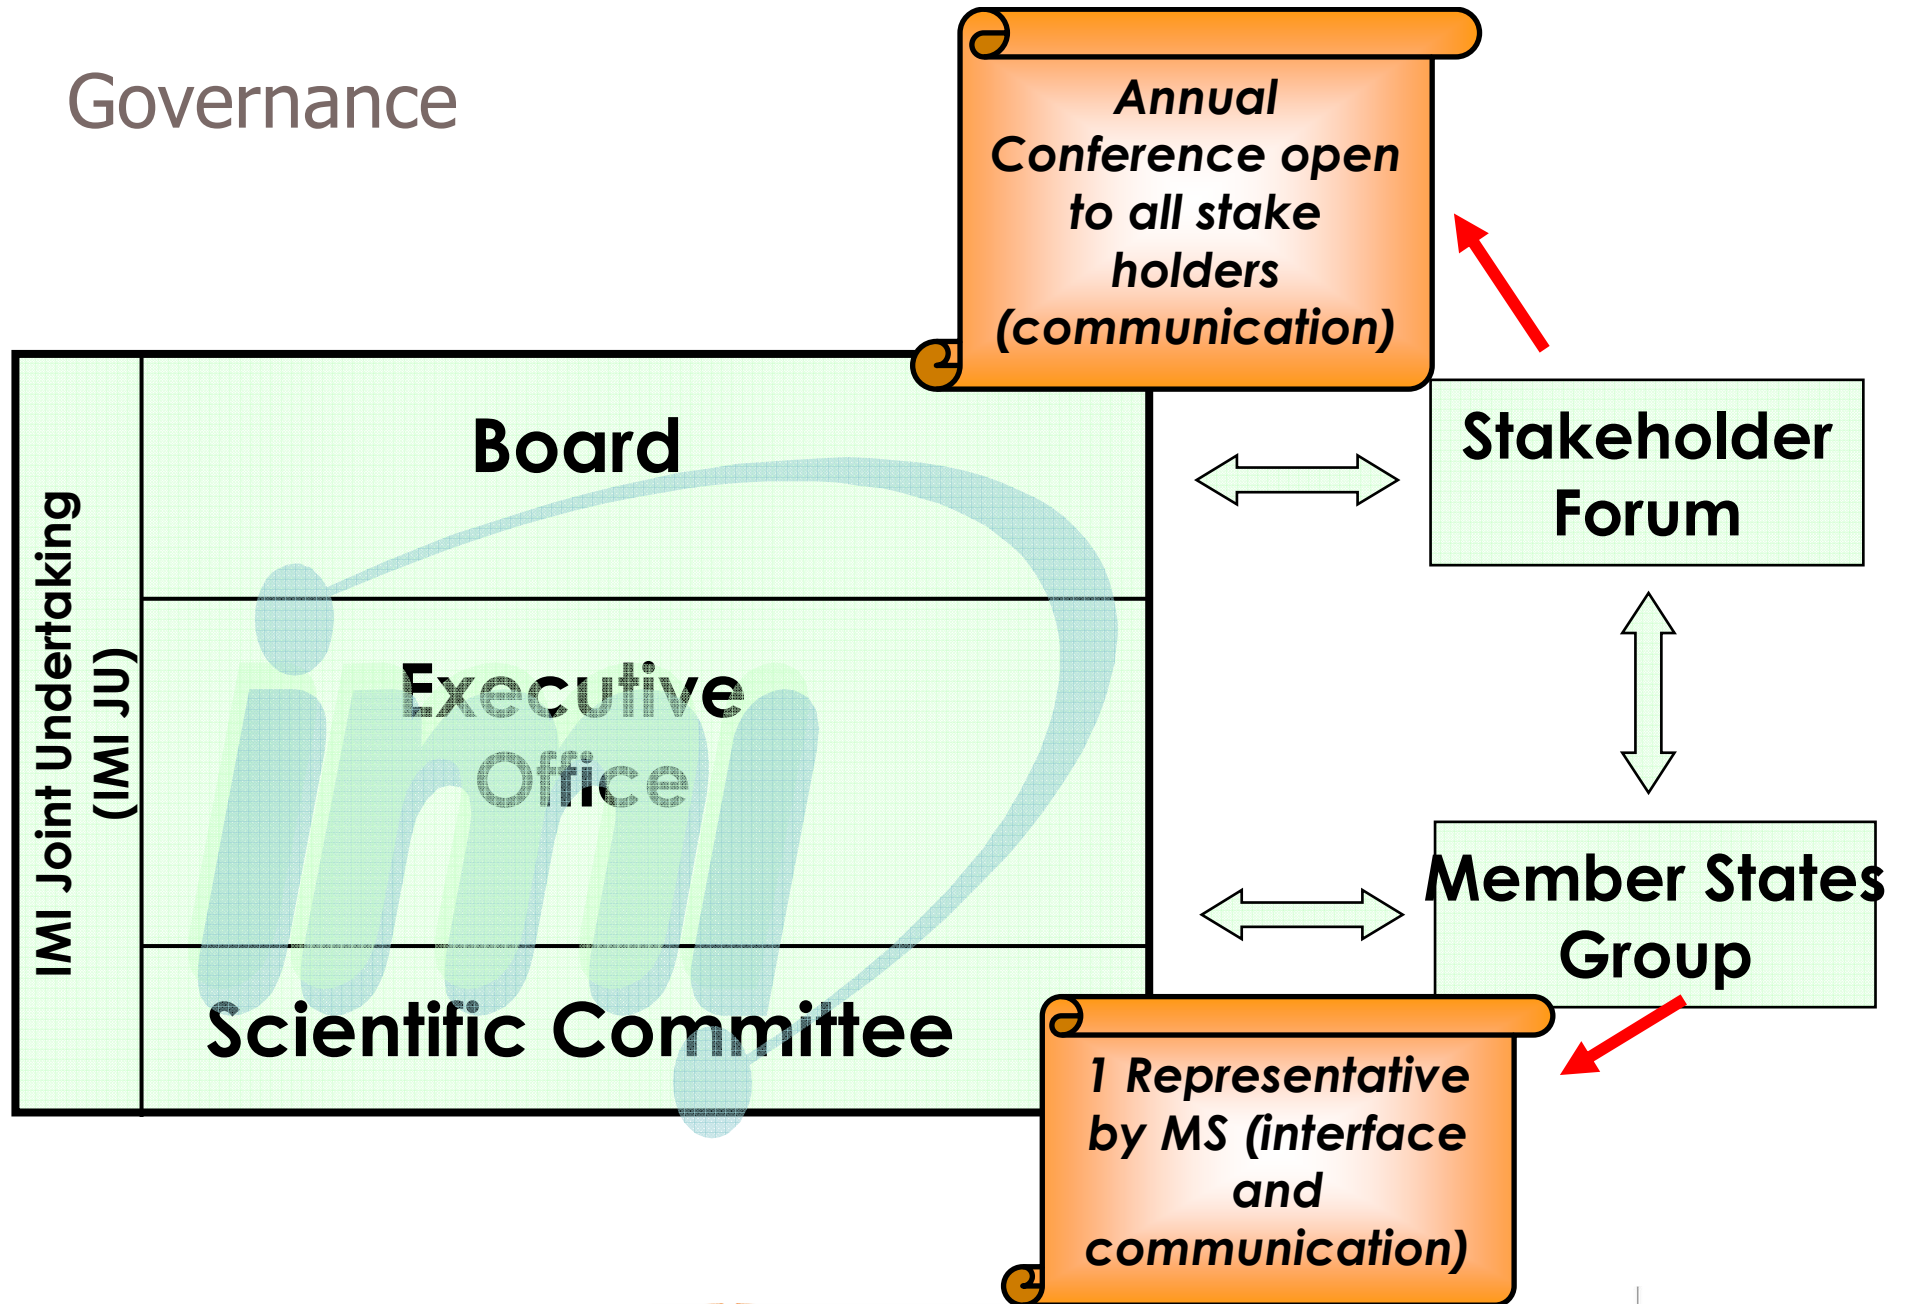 Governance
Annual
Conference open
to all stake
holders
(communication)
IMI Joint Undertaking
(IMI JU)
Board
Executive
Office
Scientific Committee
Stakeholder
Forum
Member States
Group
1 Representative
by MS (interface
and
communication)
imi